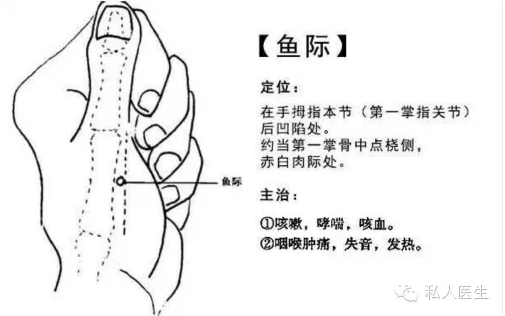 【鱼际】
定位：
在手拇指本节（第一掌指关节）
后凹陷处。
约当第一掌骨中点桡侧，
赤白肉际处。
鱼际
主治：
①咳嗽，哮喘，咳血。
②咽喉肿痛，失音，发热。
私人医生